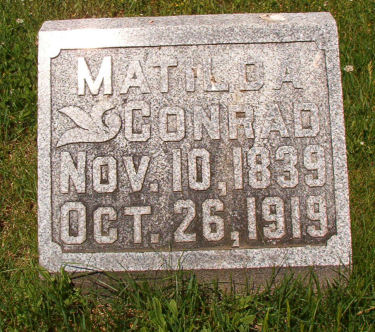 MATILDA
CONRAD
NOV. 10, 1839
OCT. 26, 1919